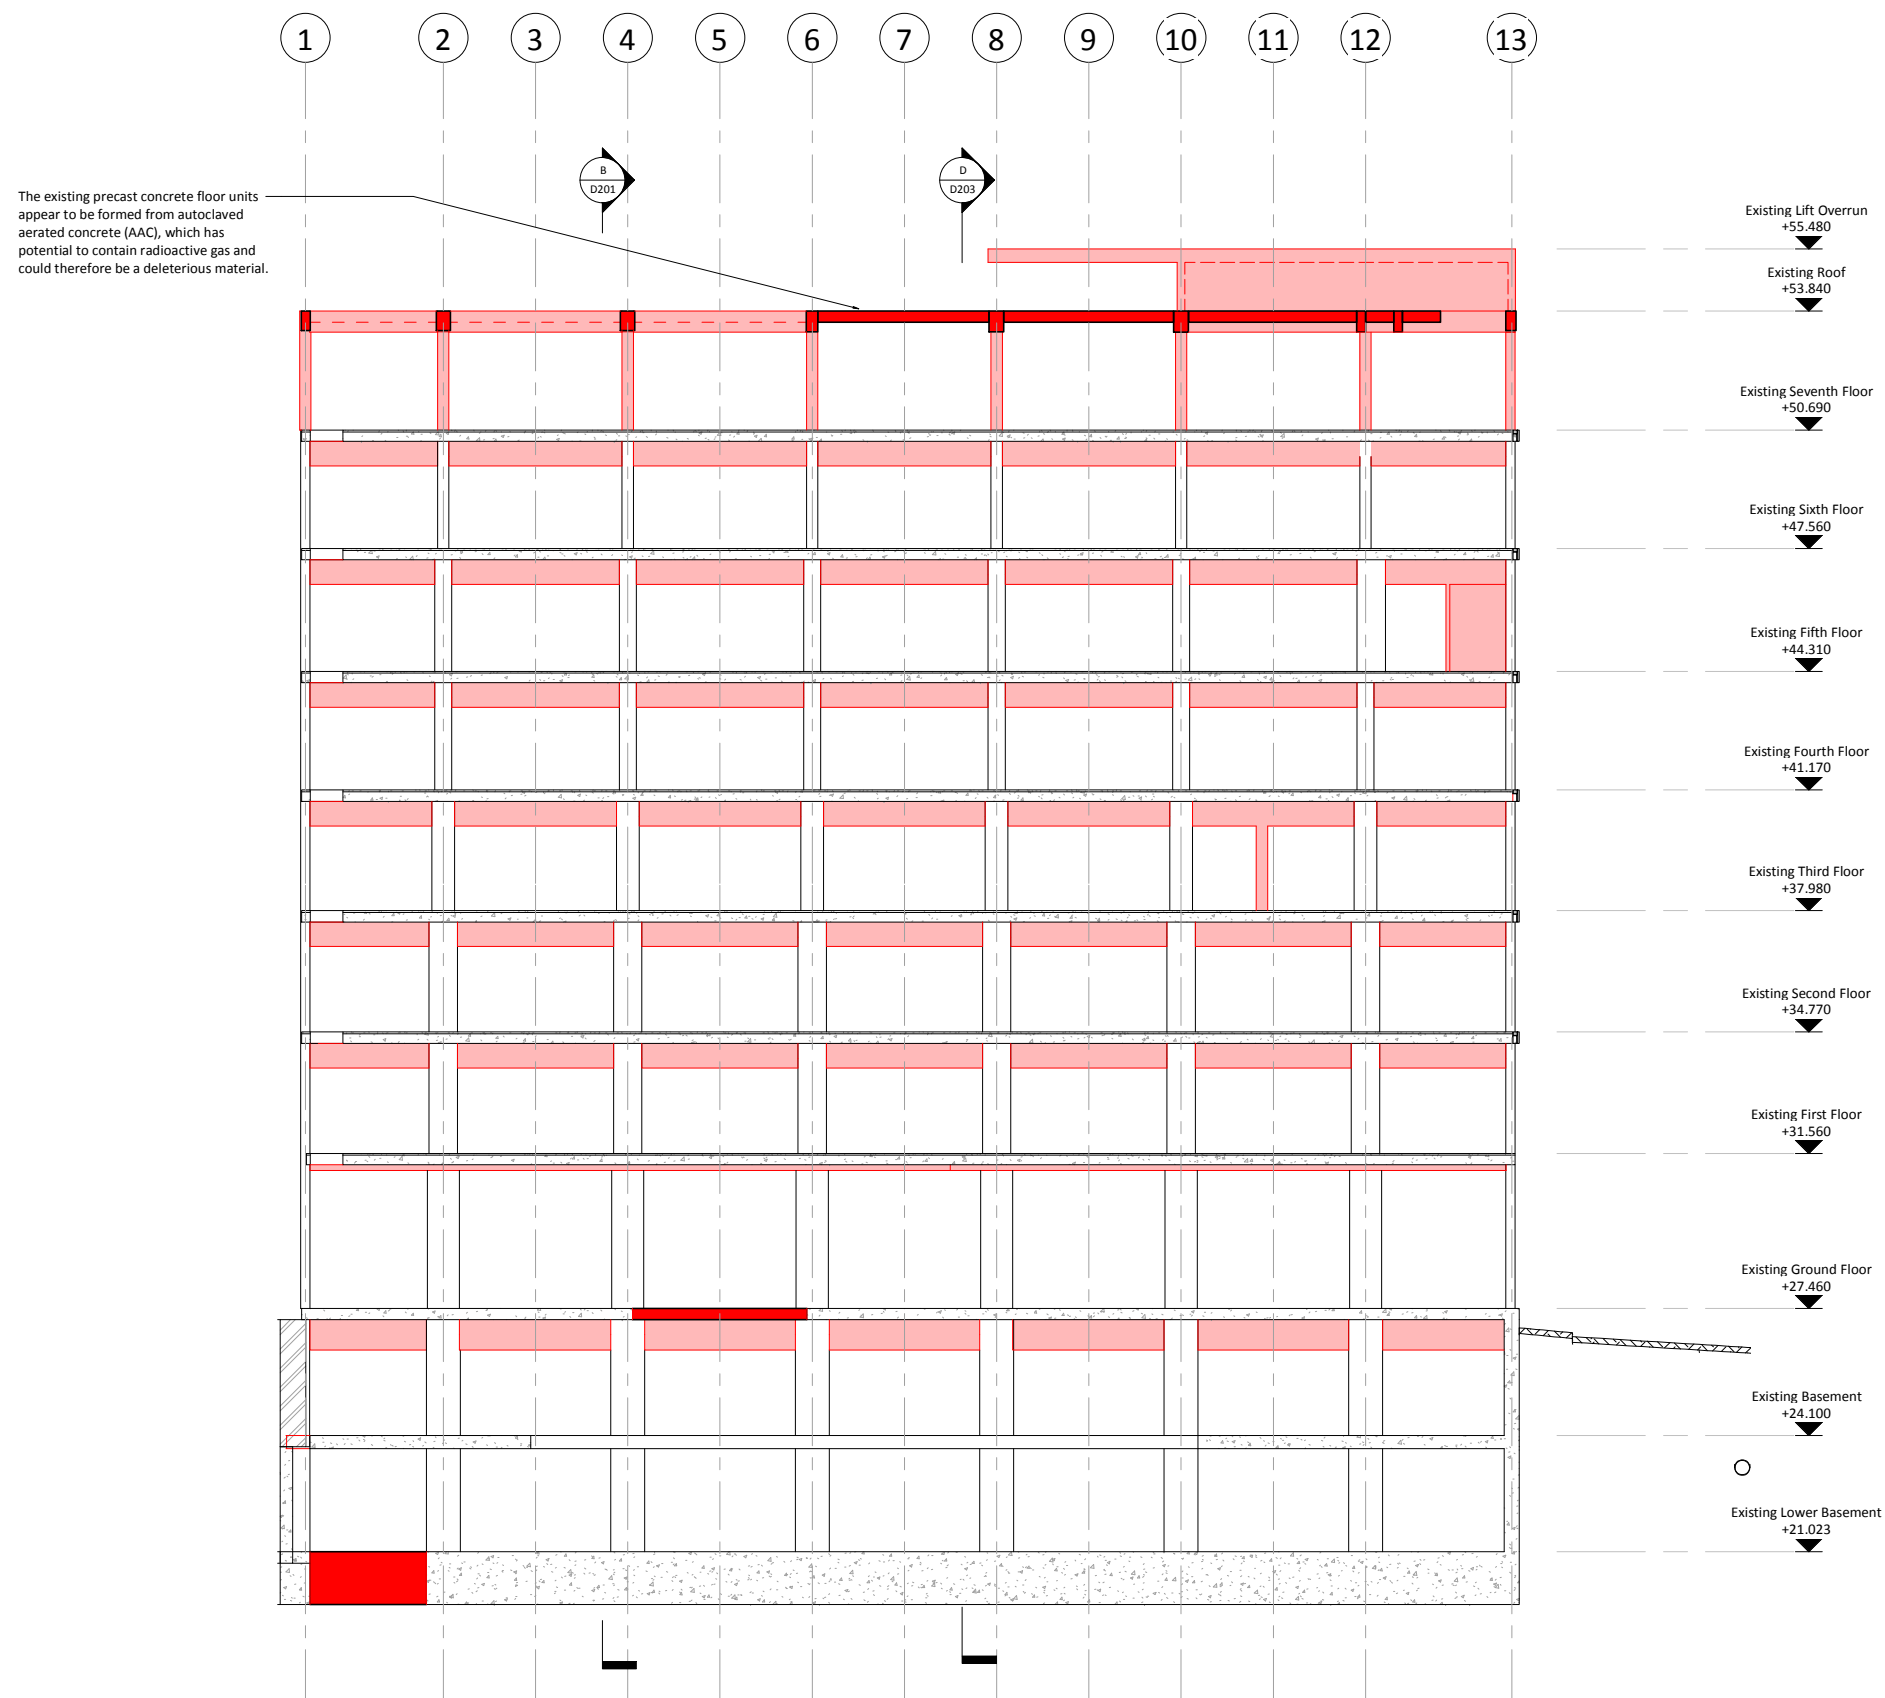 1 2 3 4 5 6 7 8 9 10 11 12 13
B
D201
D
D203
The existing precast concrete floor units
appear to be formed from autoclaved
aerated concrete (AAC), which has
potential to contain radioactive gas and
could therefore be a deleterious material.
Existing Lift Overrun
+55.480
Existing Roof
+53.840
Existing Seventh Floor
+50.690
Existing Sixth Floor
+47.560
Existing Fifth Floor
+44.310
Existing Fourth Floor
+41.170
Existing Third Floor
+37.980
Existing Second Floor
+34.770
Existing First Floor
+31.560
Existing Ground Floor
+27.460
Existing Basement
+24.100
Existing Lower Basement
+21.023